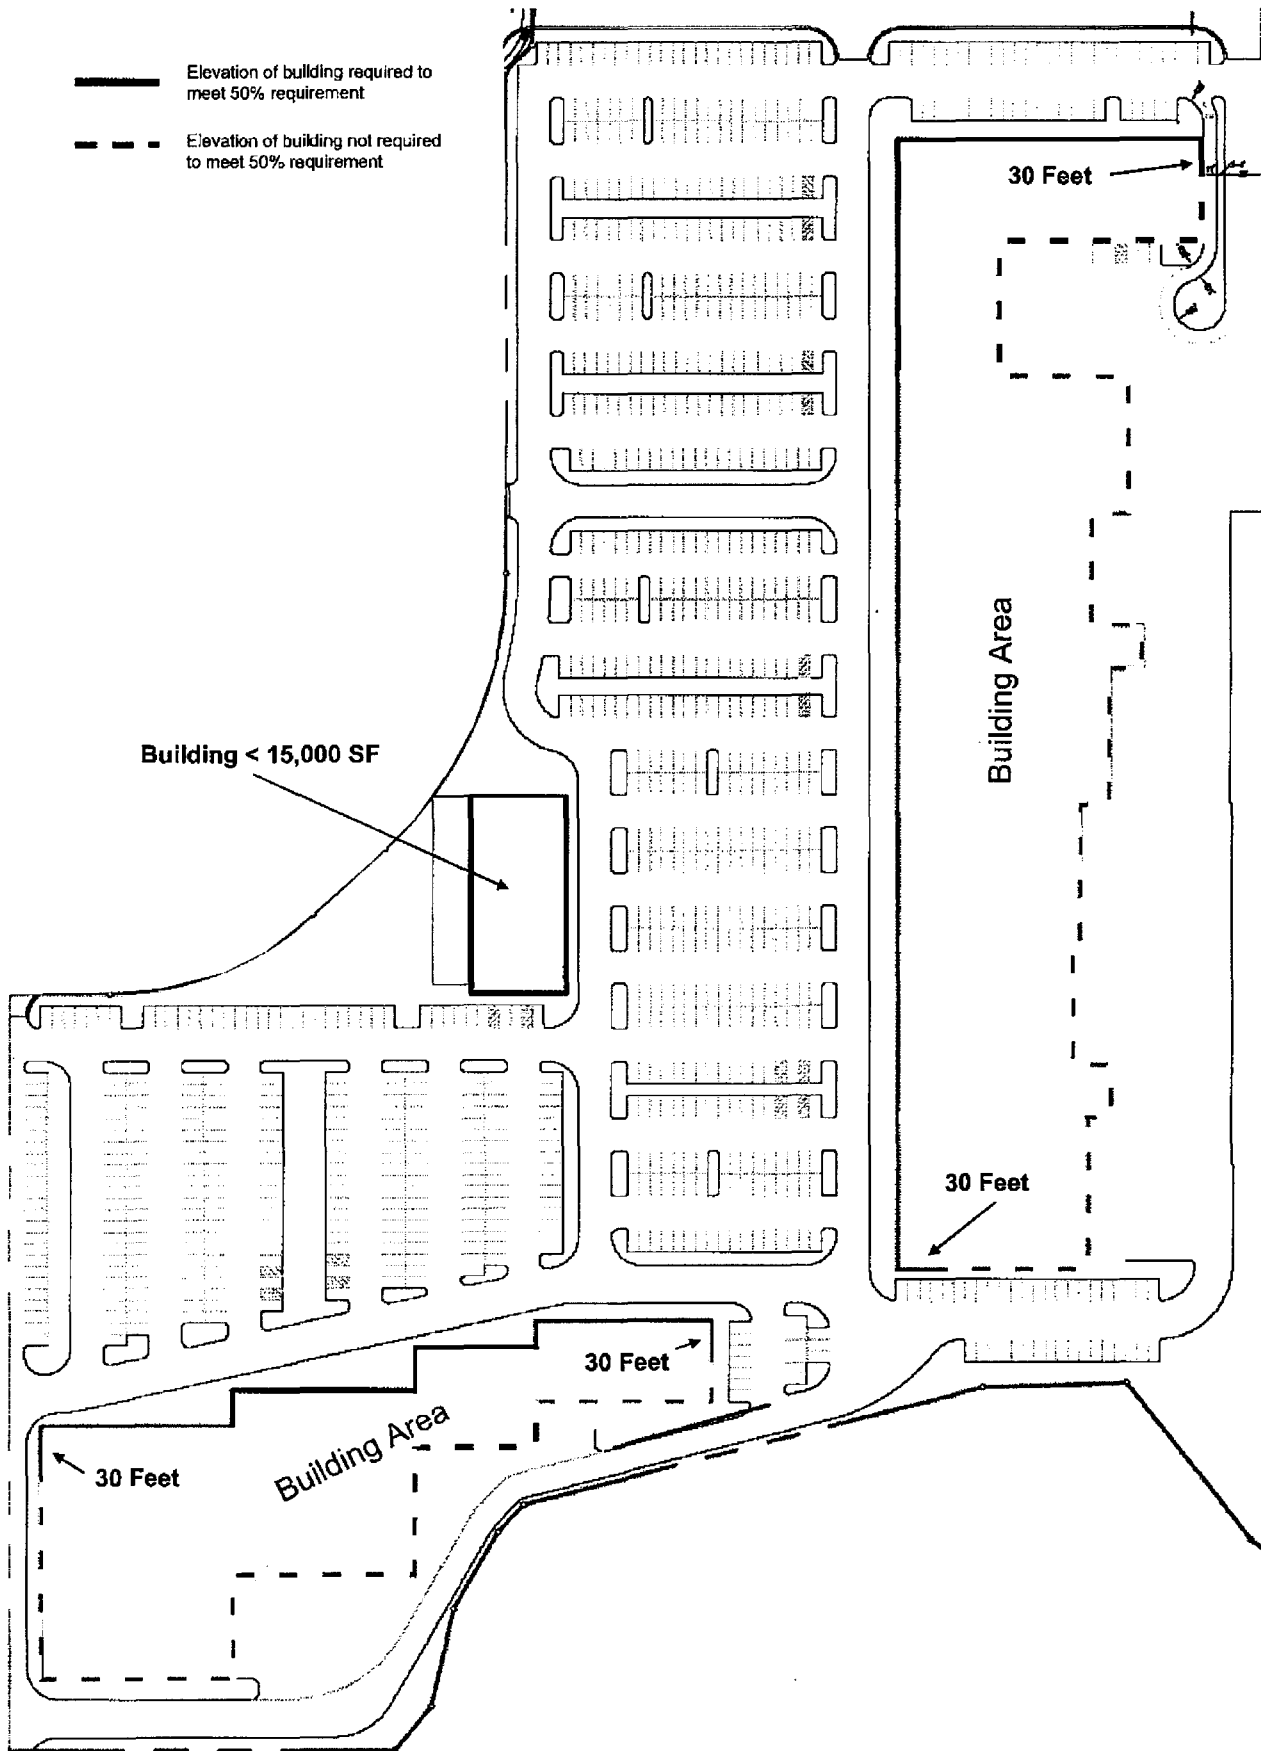 Elevation of building required to
meet 50% requirement
Elevation of building not required
to meet 50% requirement
30 Feet
Building Area
Building < 15,000 SF
30 Feet
30 Feet
Building Area
30 Feet